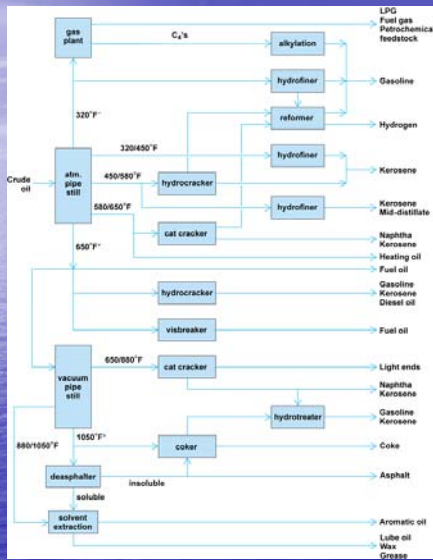 LPG
Fuel gas
Petrochemical
feedstock
gas
plant
C₄'s
alkylation
hydrofiner
Gasoline
reformer
Hydrogen
320°F⁻
320/450°F
hydrofiner
Kerosene
Crude
oil
atm.
pipe
still
450/580°F
hydrocracker
580/650°F
hydrofiner
Kerosene
Mid-distillate
cat cracker
Naphtha
Kerosene
Heating oil
650°F⁺
Fuel oil
hydrocracker
Gasoline
Kerosene
Diesel oil
visbreaker
Fuel oil
650/880°F
cat cracker
Light ends
vacuum
pipe
still
Naphtha
Kerosene
hydrotreater
Gasoline
Kerosene
880/1050°F
1050°F⁺
coker
Coke
deasphalter
insoluble
Asphalt
soluble
solvent
extraction
Aromatic oil
Lube oil
Wax
Grease